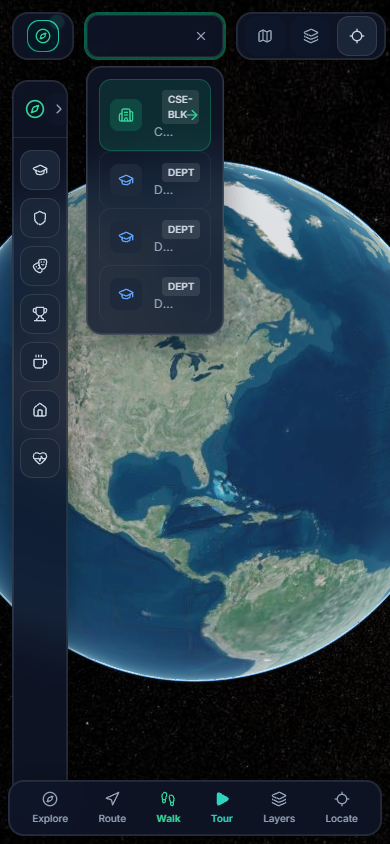 CSE-
BLK
C...
DEPT
D...
DEPT
D...
DEPT
D...
Explore
Route
Walk
Tour
Layers
Locate